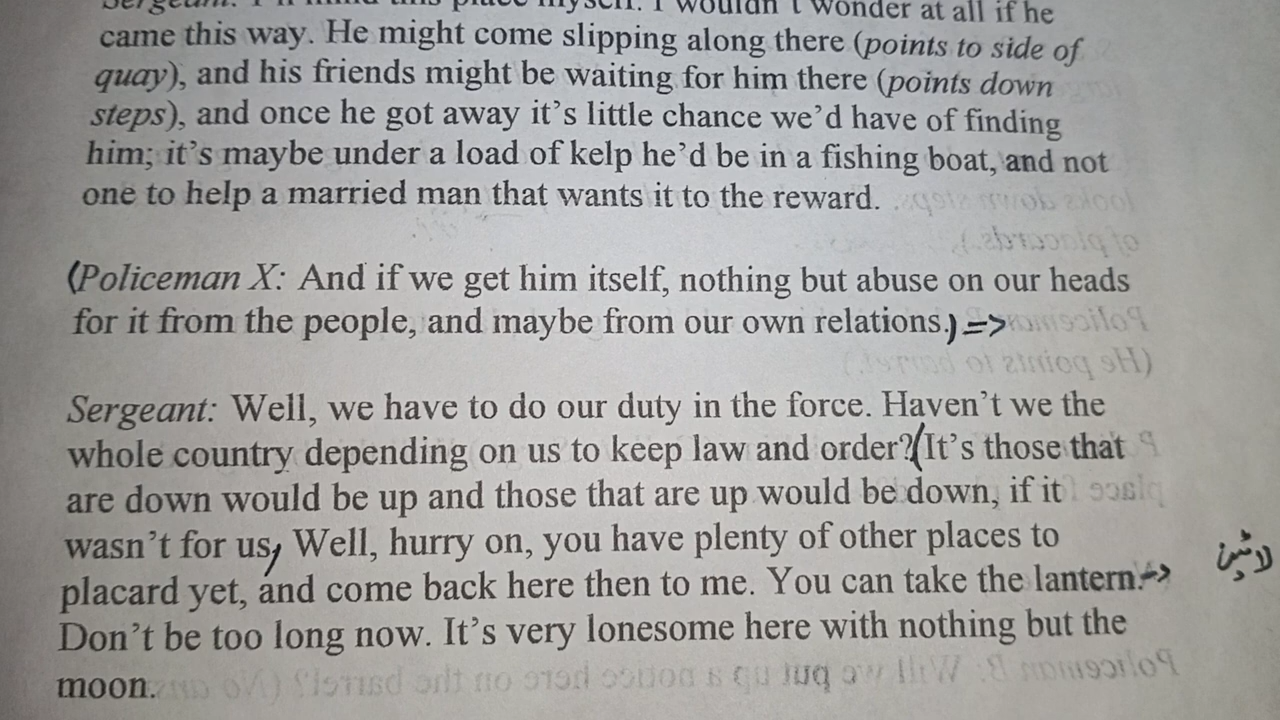 Sergeant: I'll mind this place myself. I wouldn't wonder at all if he
came this way. He might come slipping along there (points to side of
quay), and his friends might be waiting for him there (points down
steps), and once he got away it's little chance we'd have of finding
him; it's maybe under a load of kelp he'd be in a fishing boat, and not
one to help a married man that wants it to the reward.
(Policeman X: And if we get him itself, nothing but abuse on our heads
for it from the people, and maybe from our own relations.) =>
Sergeant: Well, we have to do our duty in the force. Haven't we the
whole country depending on us to keep law and order? (It's those that
are down would be up and those that are up would be down, if it
wasn't for us, Well, hurry on, you have plenty of other places to
placard yet, and come back here then to me. You can take the lantern. ->
Don't be too long now. It's very lonesome here with nothing but the
moon.